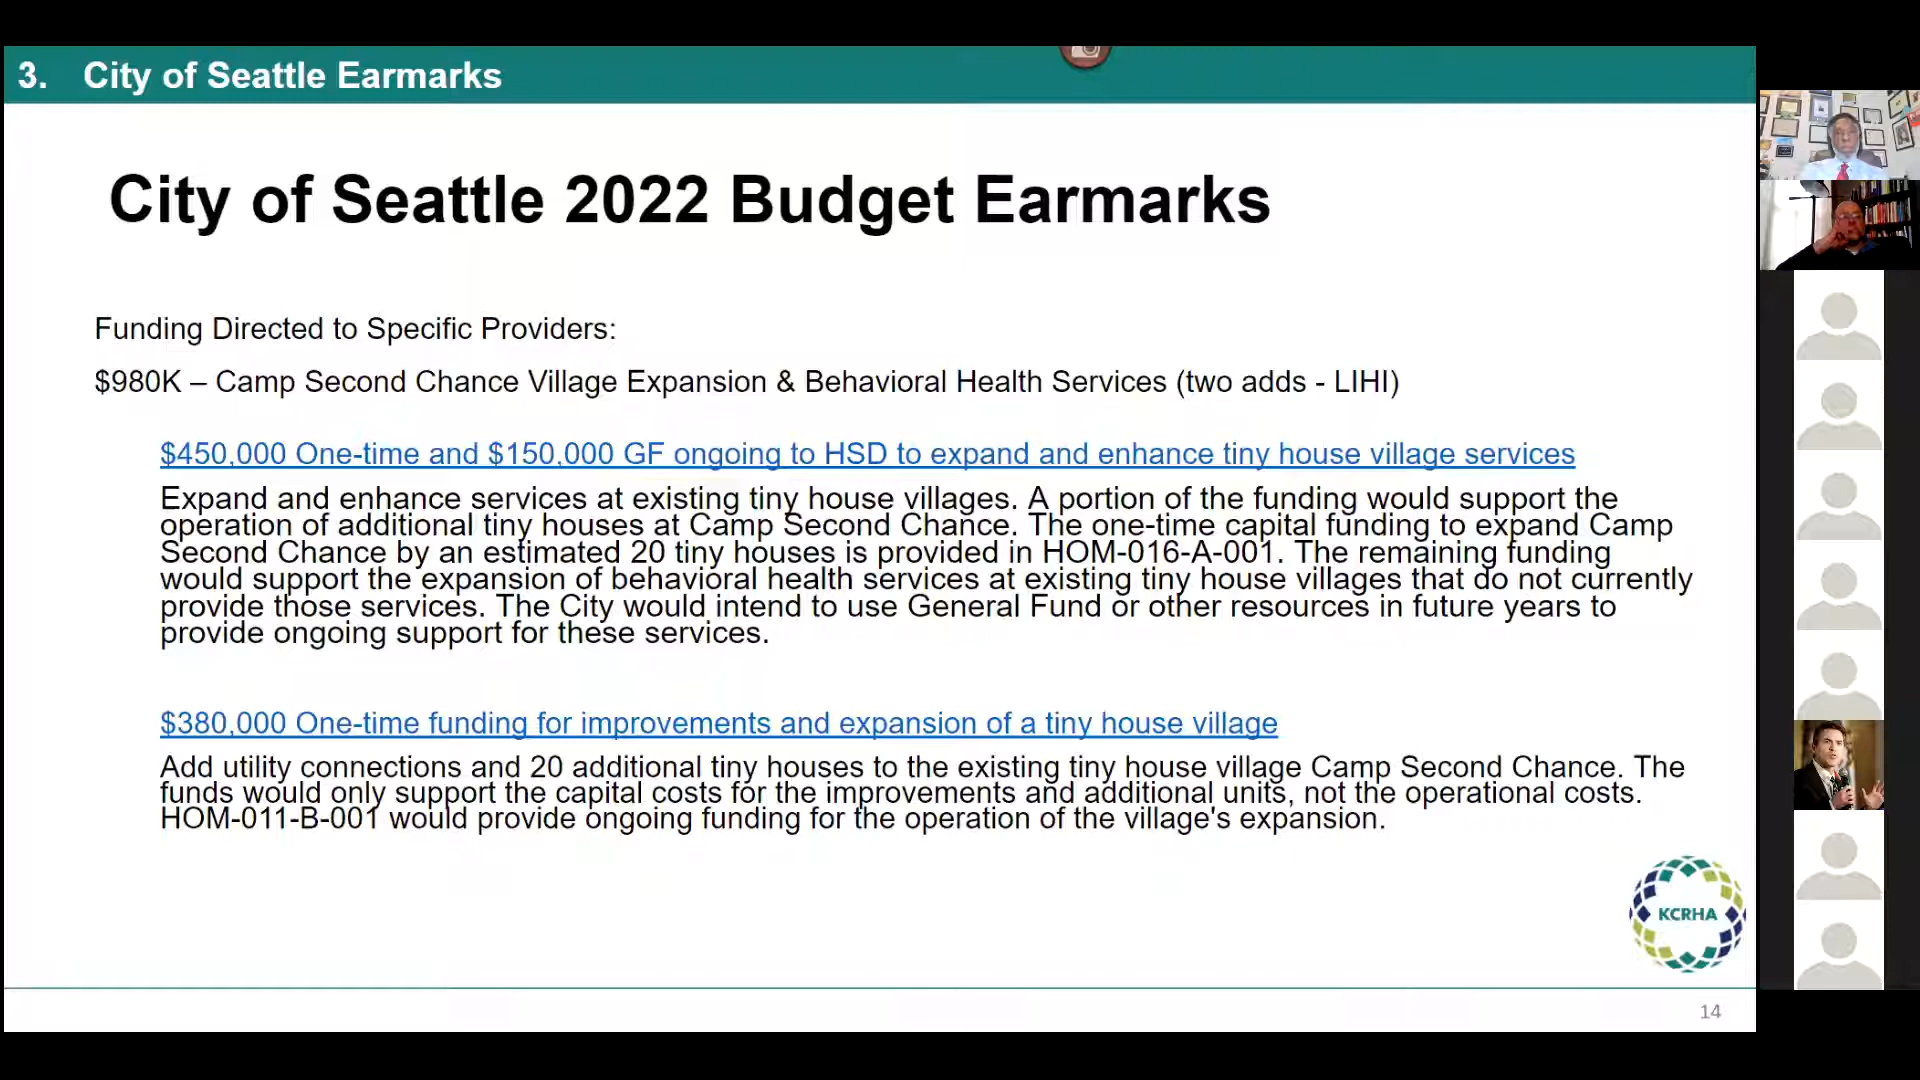 3. City of Seattle Earmarks
City of Seattle 2022 Budget Earmarks
Funding Directed to Specific Providers:
$980K – Camp Second Chance Village Expansion & Behavioral Health Services (two adds - LIHI)
$450,000 One-time and $150,000 GF ongoing to HSD to expand and enhance tiny house village services
Expand and enhance services at existing tiny house villages. A portion of the funding would support the
operation of additional tiny houses at Camp Second Chance. The one-time capital funding to expand Camp
Second Chance by an estimated 20 tiny houses is provided in HOM-016-A-001. The remaining funding
would support the expansion of behavioral health services at existing tiny house villages that do not currently
provide those services. The City would intend to use General Fund or other resources in future years to
provide ongoing support for these services.
$380,000 One-time funding for improvements and expansion of a tiny house village
Add utility connections and 20 additional tiny houses to the existing tiny house village Camp Second Chance. The
funds would only support the capital costs for the improvements and additional units, not the operational costs.
HOM-011-B-001 would provide ongoing funding for the operation of the village's expansion.
KCRHA
14